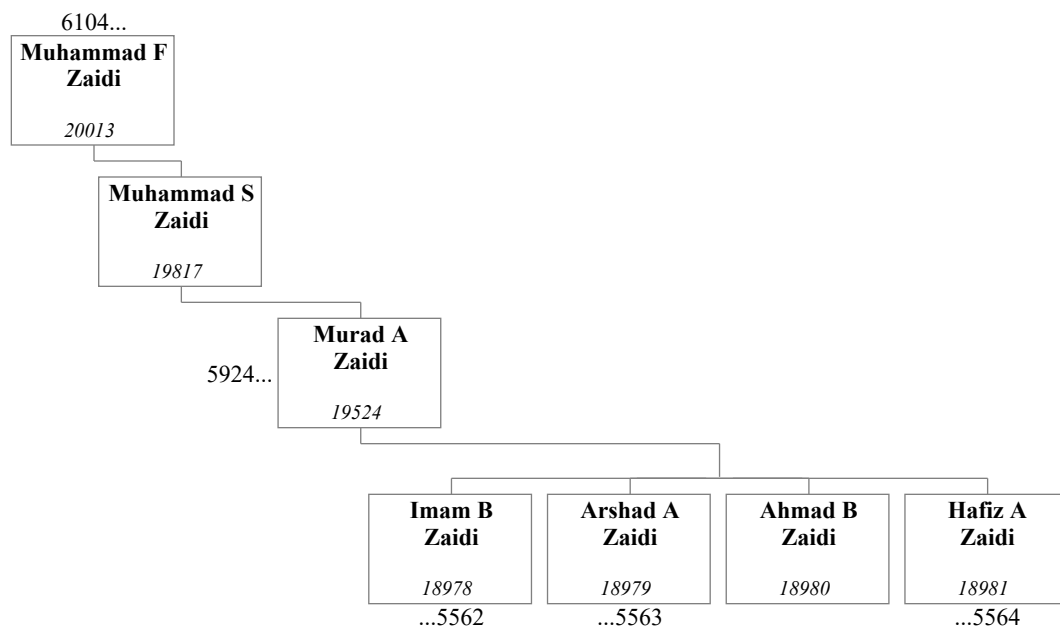 6104...
Muhammad F
Zaidi
20013
Muhammad S
Zaidi
19817
Murad A
Zaidi
5924...
19524
Imam B
Zaidi
18978
...5562
Arshad A
Zaidi
18979
...5563
Ahmad B
Zaidi
18980
Hafiz A
Zaidi
18981
...5564